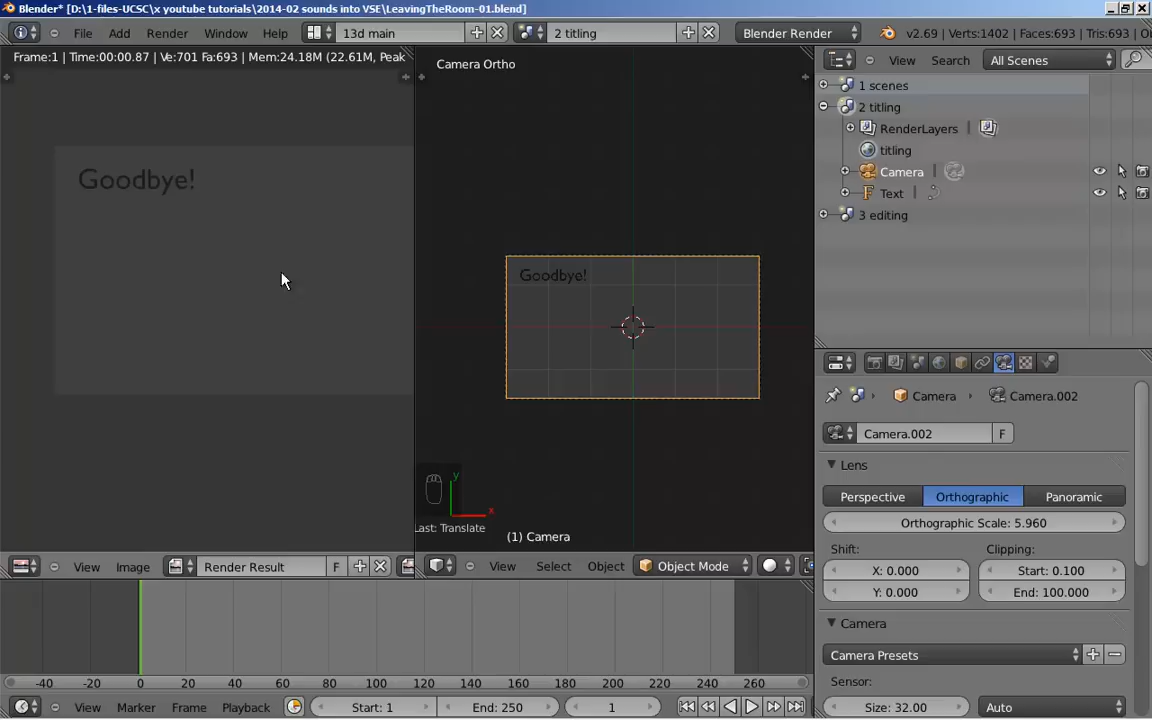 Blender* [D:\1-files-UCSC\x youtube tutorials\2014-02 sounds into VSE\LeavingTheRoom-01.blend]
File Add Render Window Help 13d main 2 titling Blender Render v2.69 | Verts:1402 | Faces:693 | Tris:1402 | O
Frame:1 | Time:00:00.87 | Ve:701 Fa:693 | Mem:24.18M (22.61M, Peak
Camera Ortho
View Search All Scenes
1 scenes
2 titling
RenderLayers |
titling
Camera |
Text |
3 editing
Goodbye!
Goodbye!
y
x
Last: Translate
(1) Camera
Camera Camera.002
Camera.002 F
Lens
Perspective Orthographic Panoramic
Orthographic Scale: 5.960
Shift: Clipping:
X: 0.000 Start: 0.100
Y: 0.000 End: 100.000
Camera
Camera Presets
Sensor:
Size: 32.00 Auto
View Image Render Result F
View Select Object Object Mode
-40 -20 0 20 40 60 80 100 120 140 160 180 200 220 240 260 280
View Marker Frame Playback Start: 1 End: 250 1